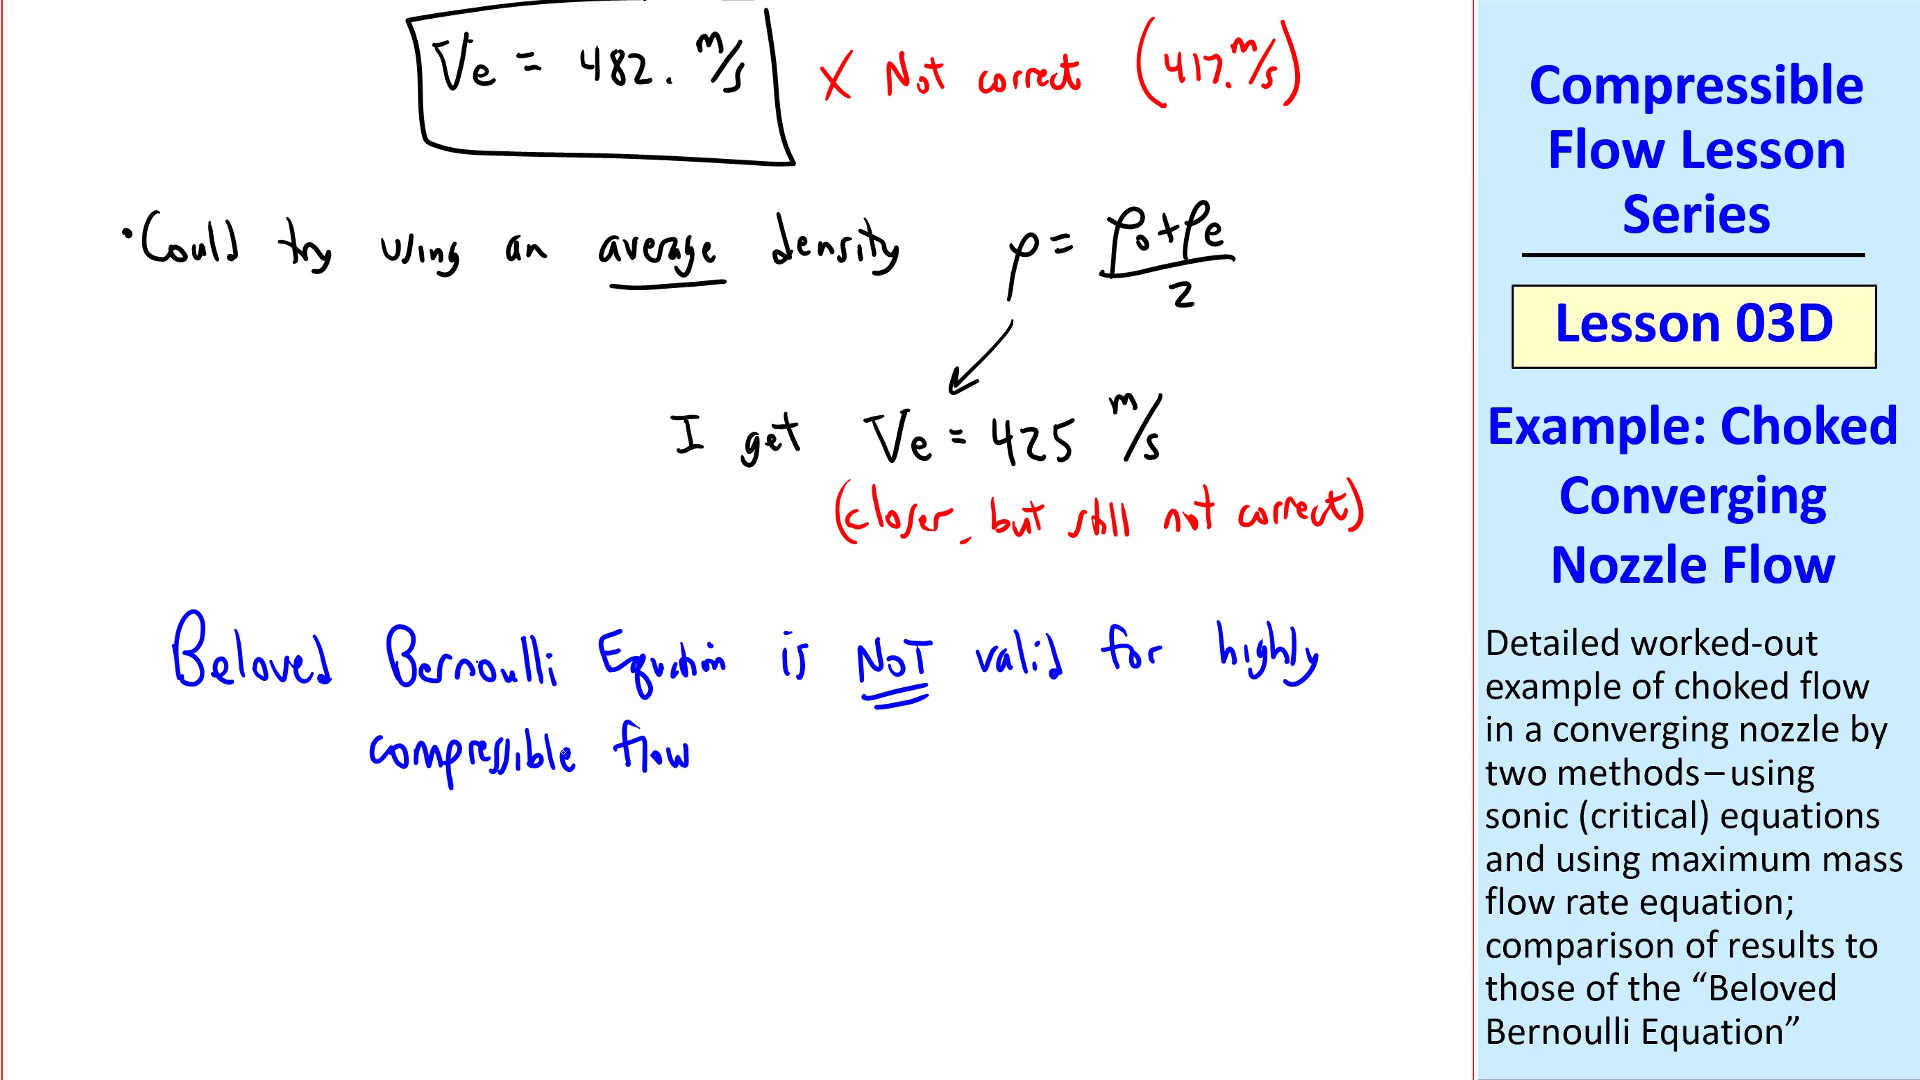 Ve = 482. m/s X Not correct (417. m/s)
• Could try using an average density ρ = ρ₀+ρe / 2
I get Ve = 425 m/s
(closer, but still not correct)
Beloved Bernoulli Equation is NOT valid for highly
compressible flow
Compressible
Flow Lesson
Series
Lesson 03D
Example: Choked
Converging
Nozzle Flow
Detailed worked-out
example of choked flow
in a converging nozzle by
two methods – using
sonic (critical) equations
and using maximum mass
flow rate equation;
comparison of results to
those of the “Beloved
Bernoulli Equation”